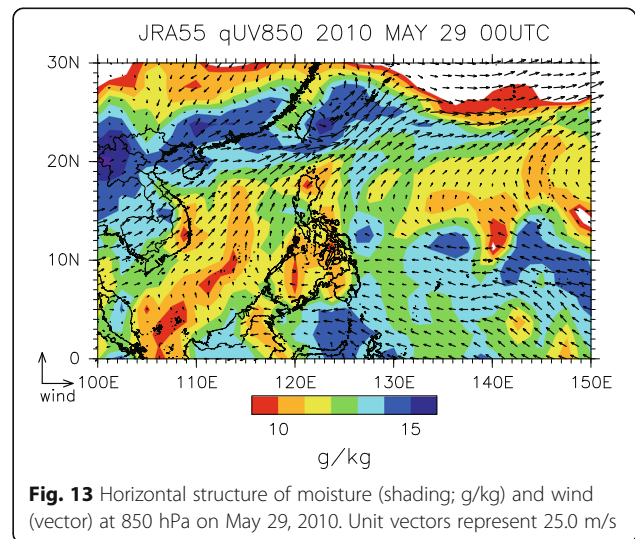 JRA55 qUV850 2010 MAY 29 00UTC
30N
20N
10N
0
100E 110E 120E 130E 140E 150E
wind
10 15
g/kg
Fig. 13 Horizontal structure of moisture (shading; g/kg) and wind
(vector) at 850 hPa on May 29, 2010. Unit vectors represent 25.0 m/s